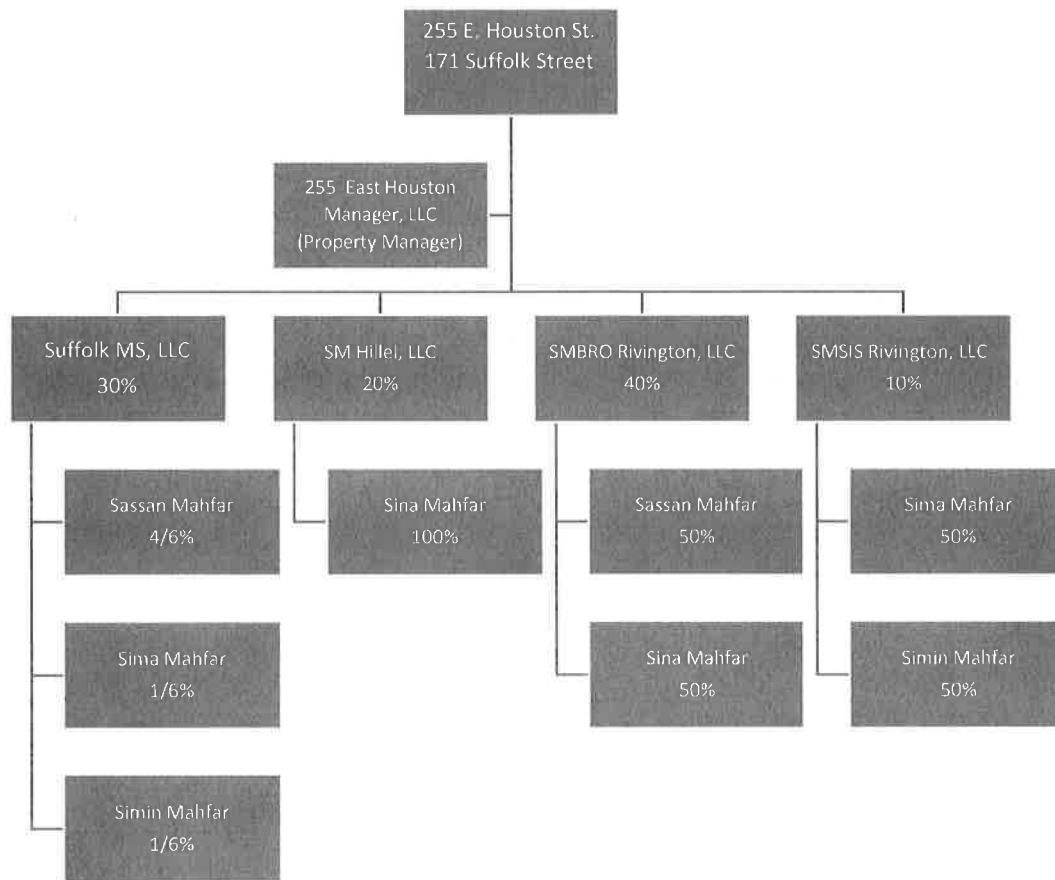 255 E. Houston St.
171 Suffolk Street
255 East Houston
Manager, LLC
(Property Manager)
Suffolk MS, LLC
30%
SM Hillel, LLC
20%
SMBRO Rivington, LLC
40%
SMSIS Rivington, LLC
10%
Sassan Mahfar
4/6%
Sina Mahfar
100%
Sassan Mahfar
50%
Sima Mahfar
50%
Sima Mahfar
1/6%
Sina Mahfar
50%
Simin Mahfar
50%
Simin Mahfar
1/6%